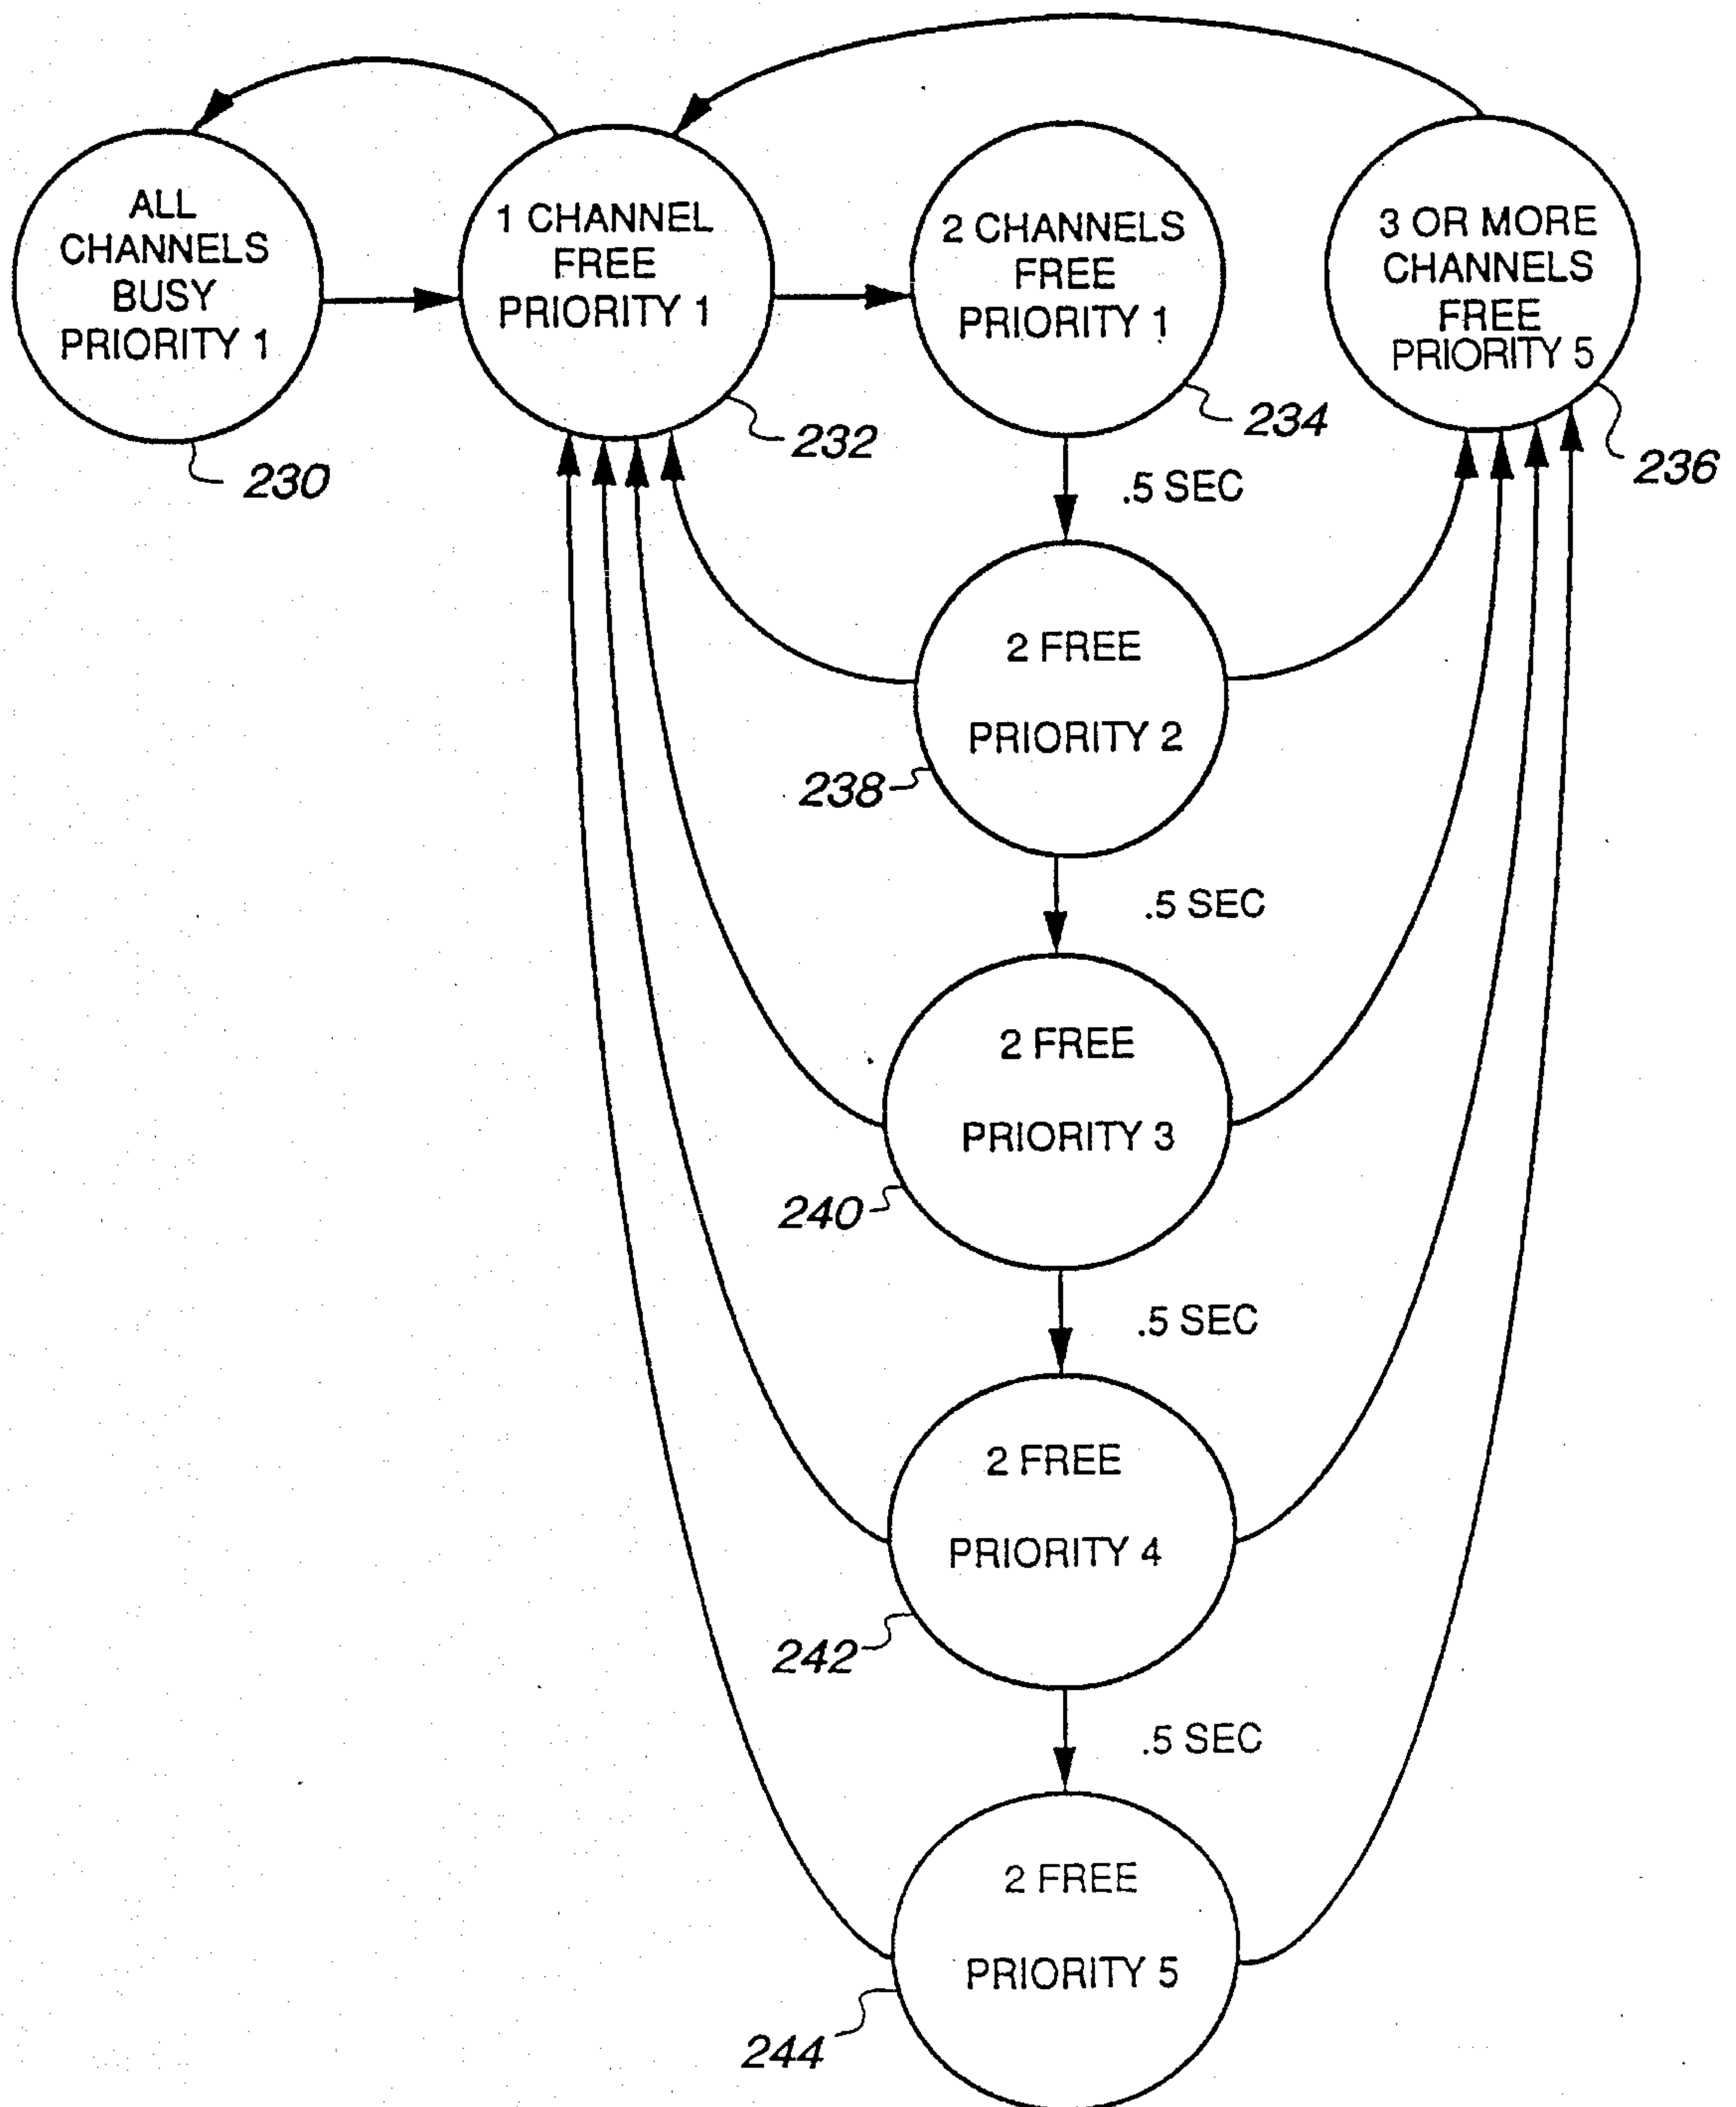 ALL
CHANNELS
BUSY
PRIORITY 1
230
1 CHANNEL
FREE
PRIORITY 1
232
2 CHANNELS
FREE
PRIORITY 1
234
3 OR MORE
CHANNELS
FREE
PRIORITY 5
236
.5 SEC
2 FREE
PRIORITY 2
238
.5 SEC
2 FREE
PRIORITY 3
240
.5 SEC
2 FREE
PRIORITY 4
242
.5 SEC
2 FREE
PRIORITY 5
244